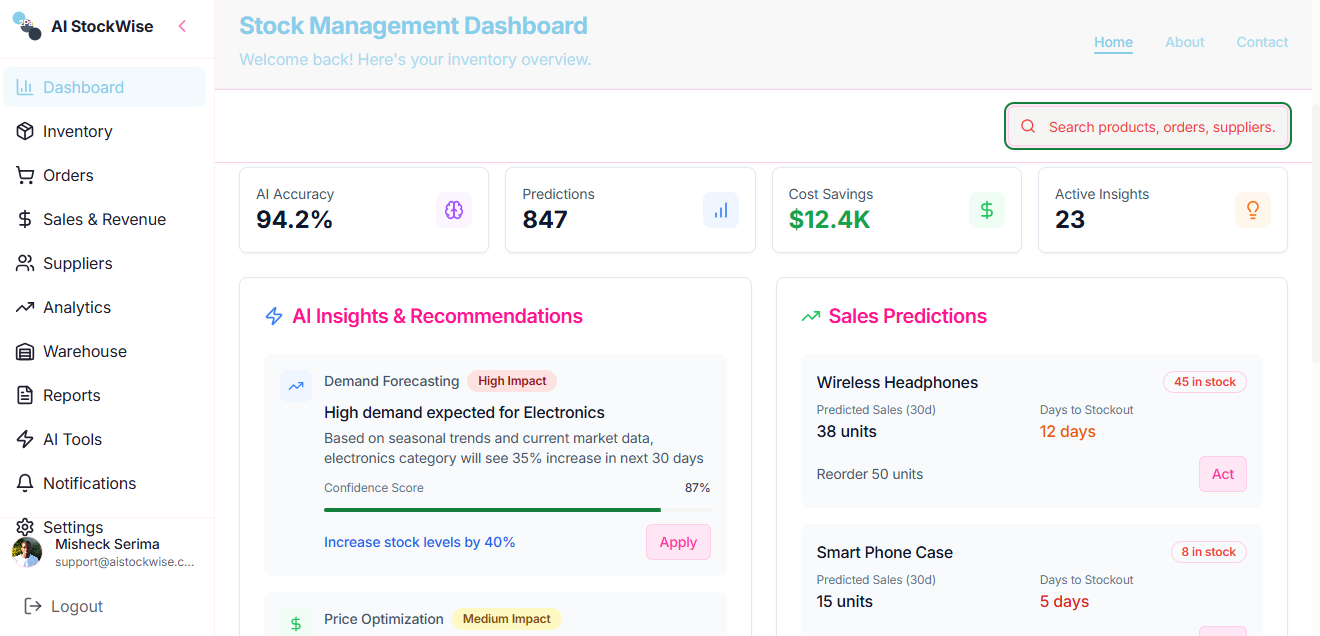 AI StockWise
Dashboard
Inventory
Orders
Sales & Revenue
Suppliers
Analytics
Warehouse
Reports
AI Tools
Notifications
Settings
Misheck Serima
support@aistockwise.c...
Logout
Stock Management Dashboard
Welcome back! Here's your inventory overview.
Home
About
Contact
Search products, orders, suppliers.
AI Accuracy
94.2%
Predictions
847
Cost Savings
$12.4K
Active Insights
23
AI Insights & Recommendations
Demand Forecasting
High Impact
High demand expected for Electronics
Based on seasonal trends and current market data,
electronics category will see 35% increase in next 30 days
Confidence Score
87%
Increase stock levels by 40%
Apply
Price Optimization
Medium Impact
Sales Predictions
Wireless Headphones
45 in stock
Predicted Sales (30d)
Days to Stockout
38 units
12 days
Reorder 50 units
Act
Smart Phone Case
8 in stock
Predicted Sales (30d)
Days to Stockout
15 units
5 days